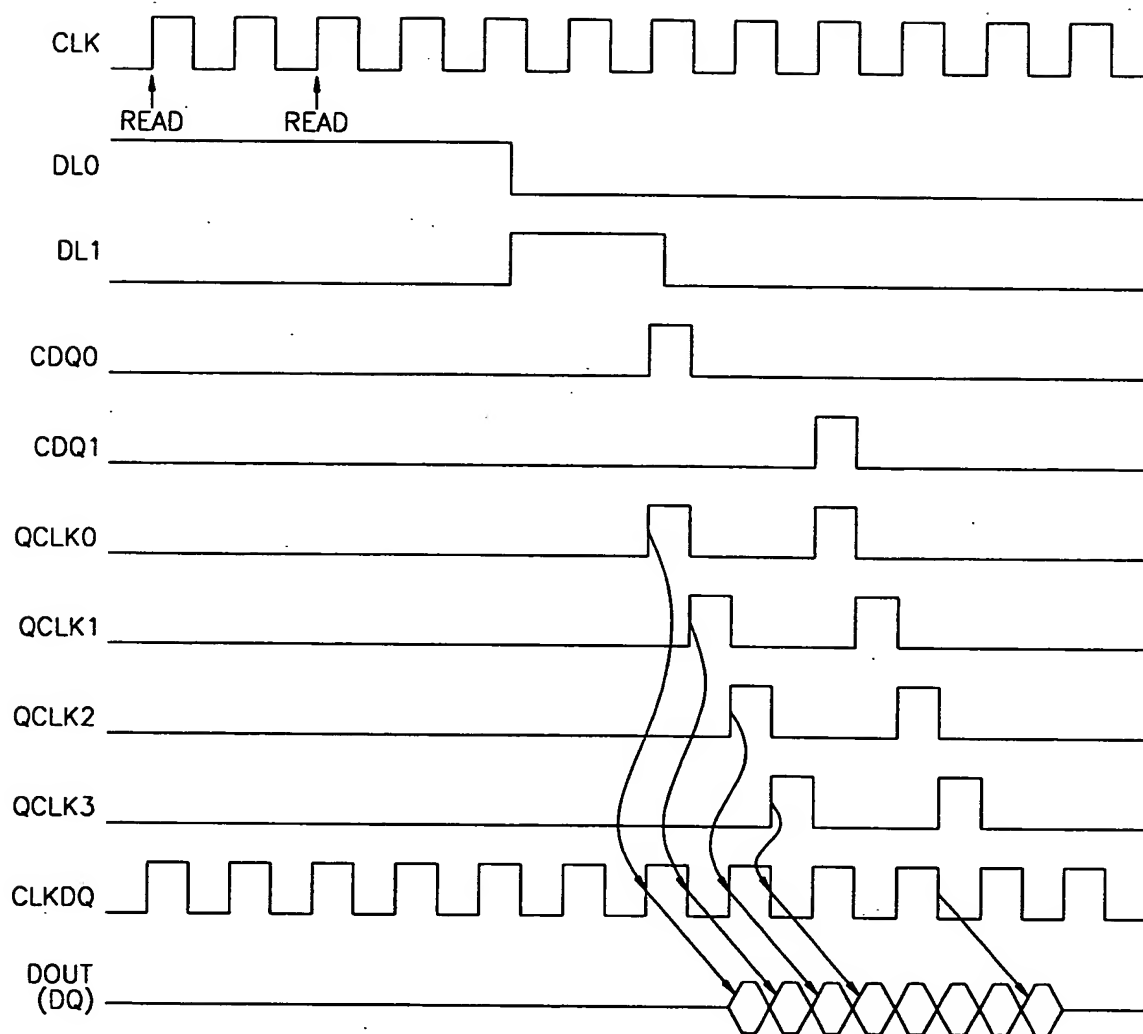 CLK
READ READ
DL0
DL1
CDQ0
CDQ1
QCLK0
QCLK1
QCLK2
QCLK3
CLKDQ
DOUT
(DQ)